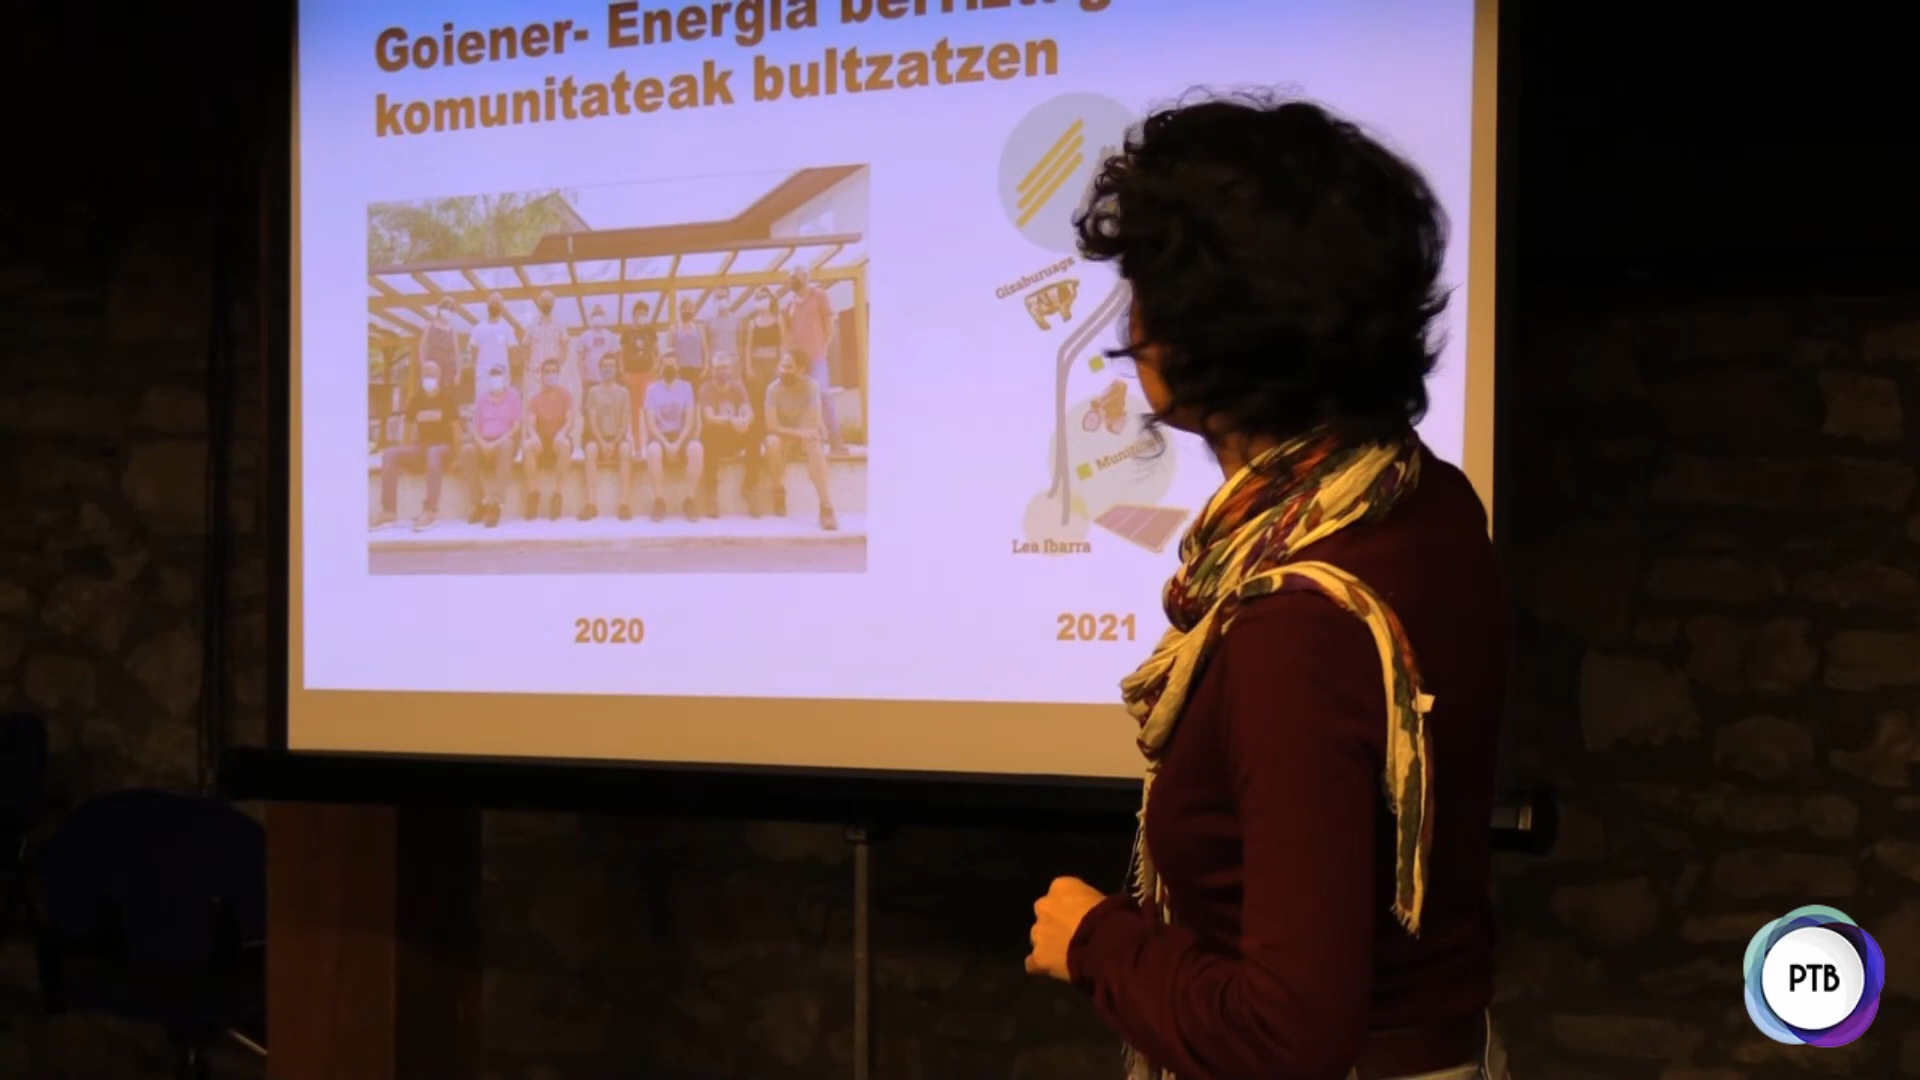 Goiener- Energia
komunitateak bultzatzen
Gizaburuaga
Lea Ibarra
2020
2021
PTB